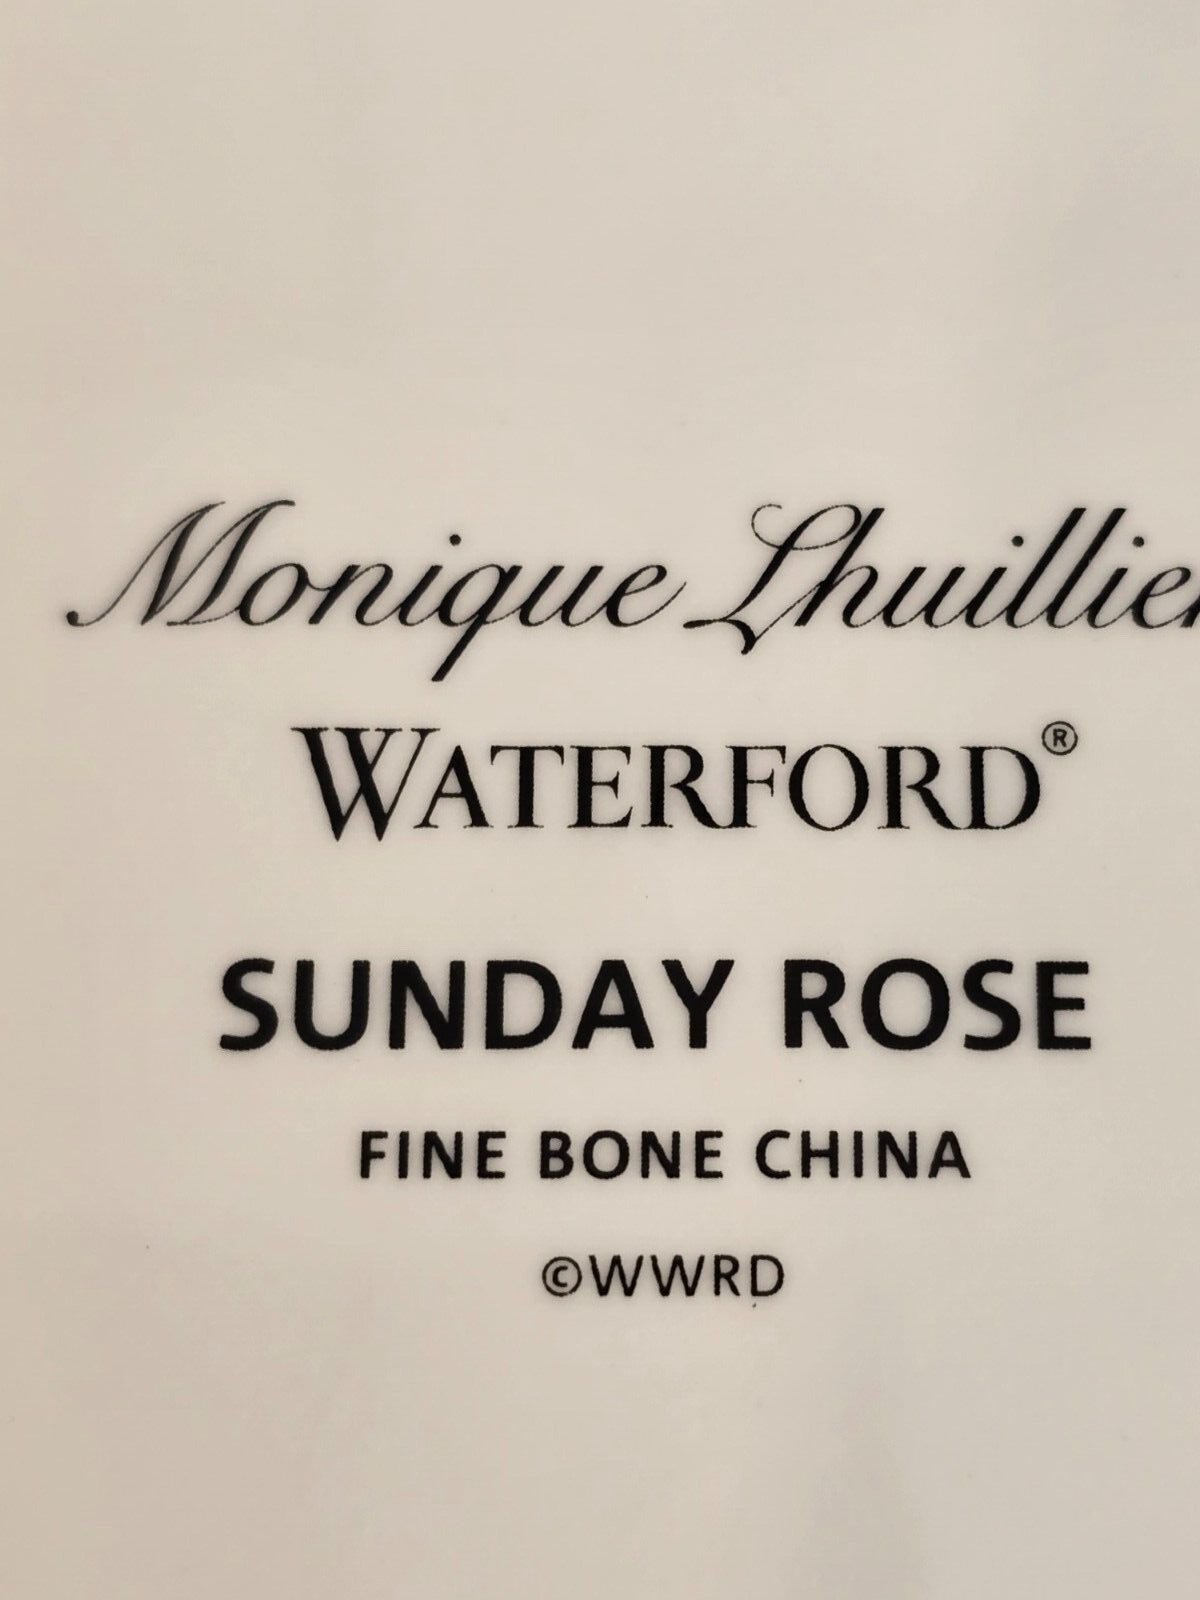 Monique Lhuillier
WATERFORD®
SUNDAY ROSE
FINE BONE CHINA
©WWRD